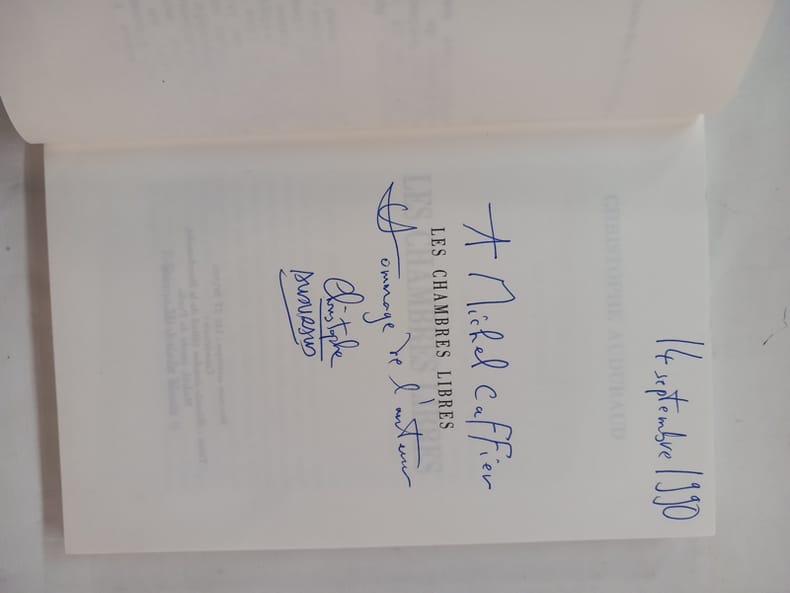 14 septembre 1990
A Michel Caffier
LES CHAMBRES LIBRES
Hommage de l'auteur
Christophe